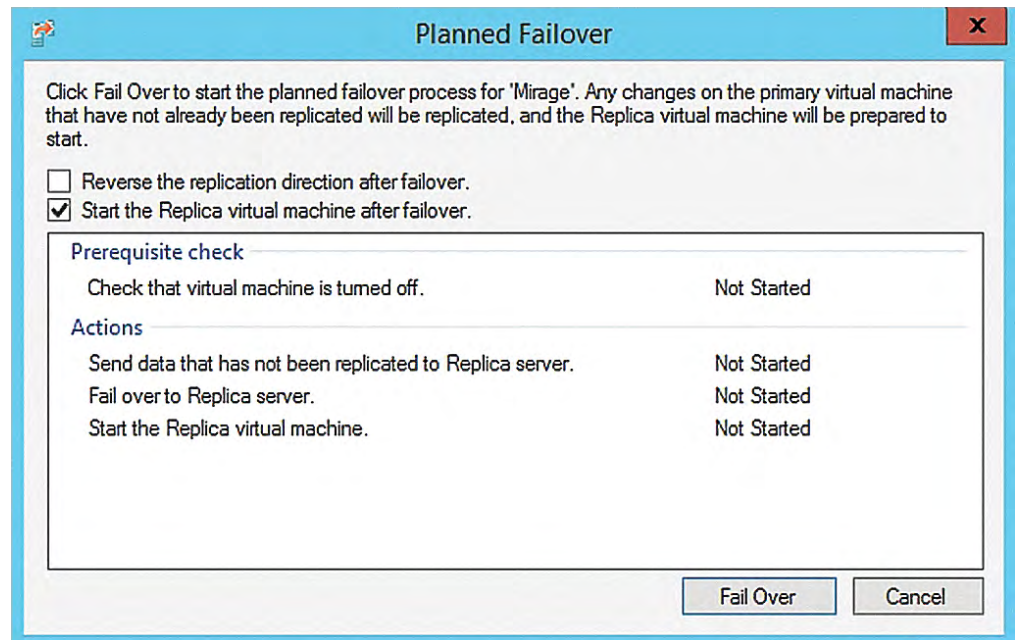 Planned Failover
x
Click Fail Over to start the planned failover process for 'Mirage'. Any changes on the primary virtual machine
that have not already been replicated will be replicated, and the Replica virtual machine will be prepared to
start.
Reverse the replication direction after failover.
Start the Replica virtual machine after failover.
Prerequisite check
Check that virtual machine is turned off. Not Started
Actions
Send data that has not been replicated to Replica server. Not Started
Fail over to Replica server. Not Started
Start the Replica virtual machine. Not Started
Fail Over Cancel